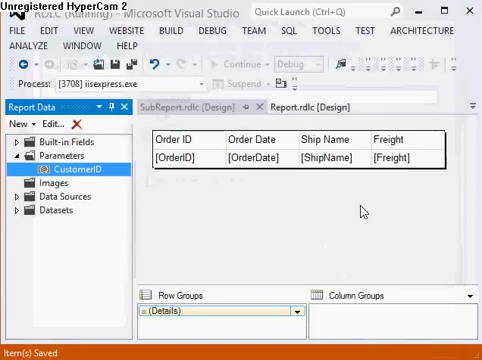 Unregistered HyperCam 2
RDLC (Running) - Microsoft Visual Studio
Quick Launch (Ctrl+Q)
FILE EDIT VIEW WEBSITE BUILD DEBUG TEAM SQL TOOLS TEST ARCHITECTURE
ANALYZE WINDOW HELP
Continue Debug
Process: [3708] iisexpress.exe Suspend
Report Data
SubReport.rdlc [Design] Report.rdlc [Design]
New Edit...
Built-in Fields
Parameters
CustomerID
Images
Data Sources
Datasets
Order ID Order Date Ship Name Freight
[OrderID] [OrderDate] [ShipName] [Freight]
Row Groups Column Groups
(Details)
Item(s) Saved